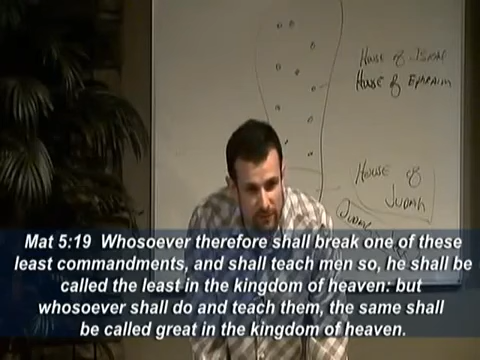 House of Israel
House of Ephraim
House of
Judah
Mat 5:19 Whosoever therefore shall break one of these
least commandments, and shall teach men so, he shall be
called the least in the kingdom of heaven: but
whosoever shall do and teach them, the same shall
be called great in the kingdom of heaven.